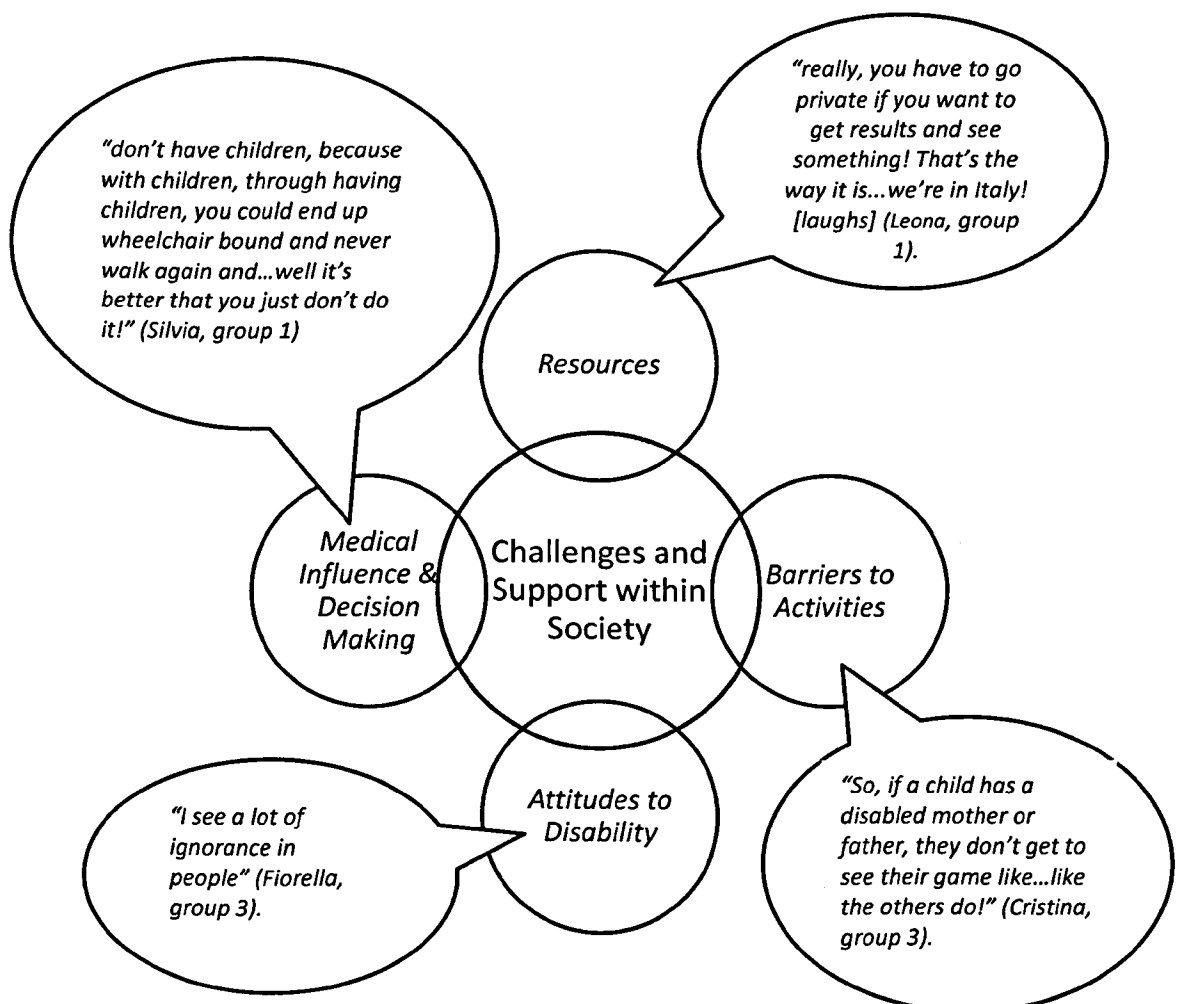 “really, you have to go
private if you want to
get results and see
something! That’s the
way it is...we’re in Italy!
[laughs] (Leona, group
1).
“don’t have children, because
with children, through having
children, you could end up
wheelchair bound and never
walk again and...well it’s
better that you just don’t do
it!” (Silvia, group 1)
Resources
Medical
Influence &
Decision
Making
Challenges and
Support within
Society
Barriers to
Activities
Attitudes to
Disability
“I see a lot of
ignorance in
people” (Fiorella,
group 3).
“So, if a child has a
disabled mother or
father, they don’t get to
see their game like...like
the others do!” (Cristina,
group 3).